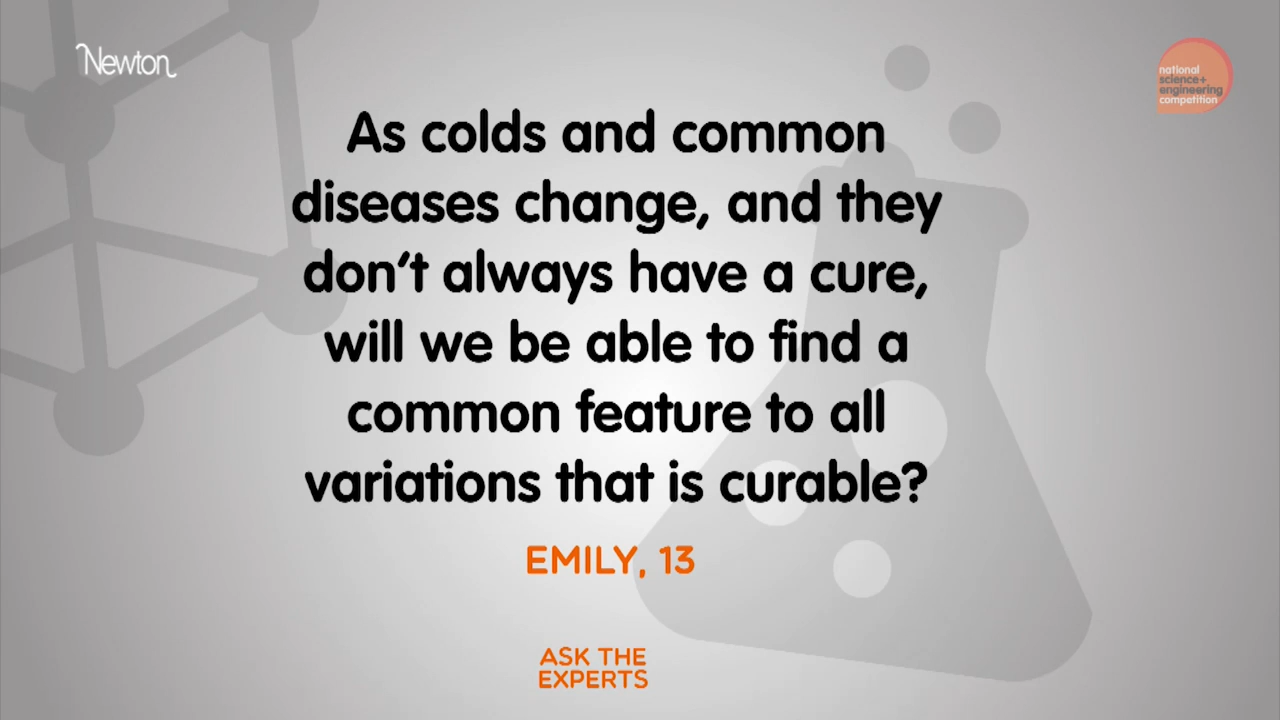 Newton
national
science+
engineering
competition
As colds and common
diseases change, and they
don't always have a cure,
will we be able to find a
common feature to all
variations that is curable?
EMILY, 13
ASK THE
EXPERTS